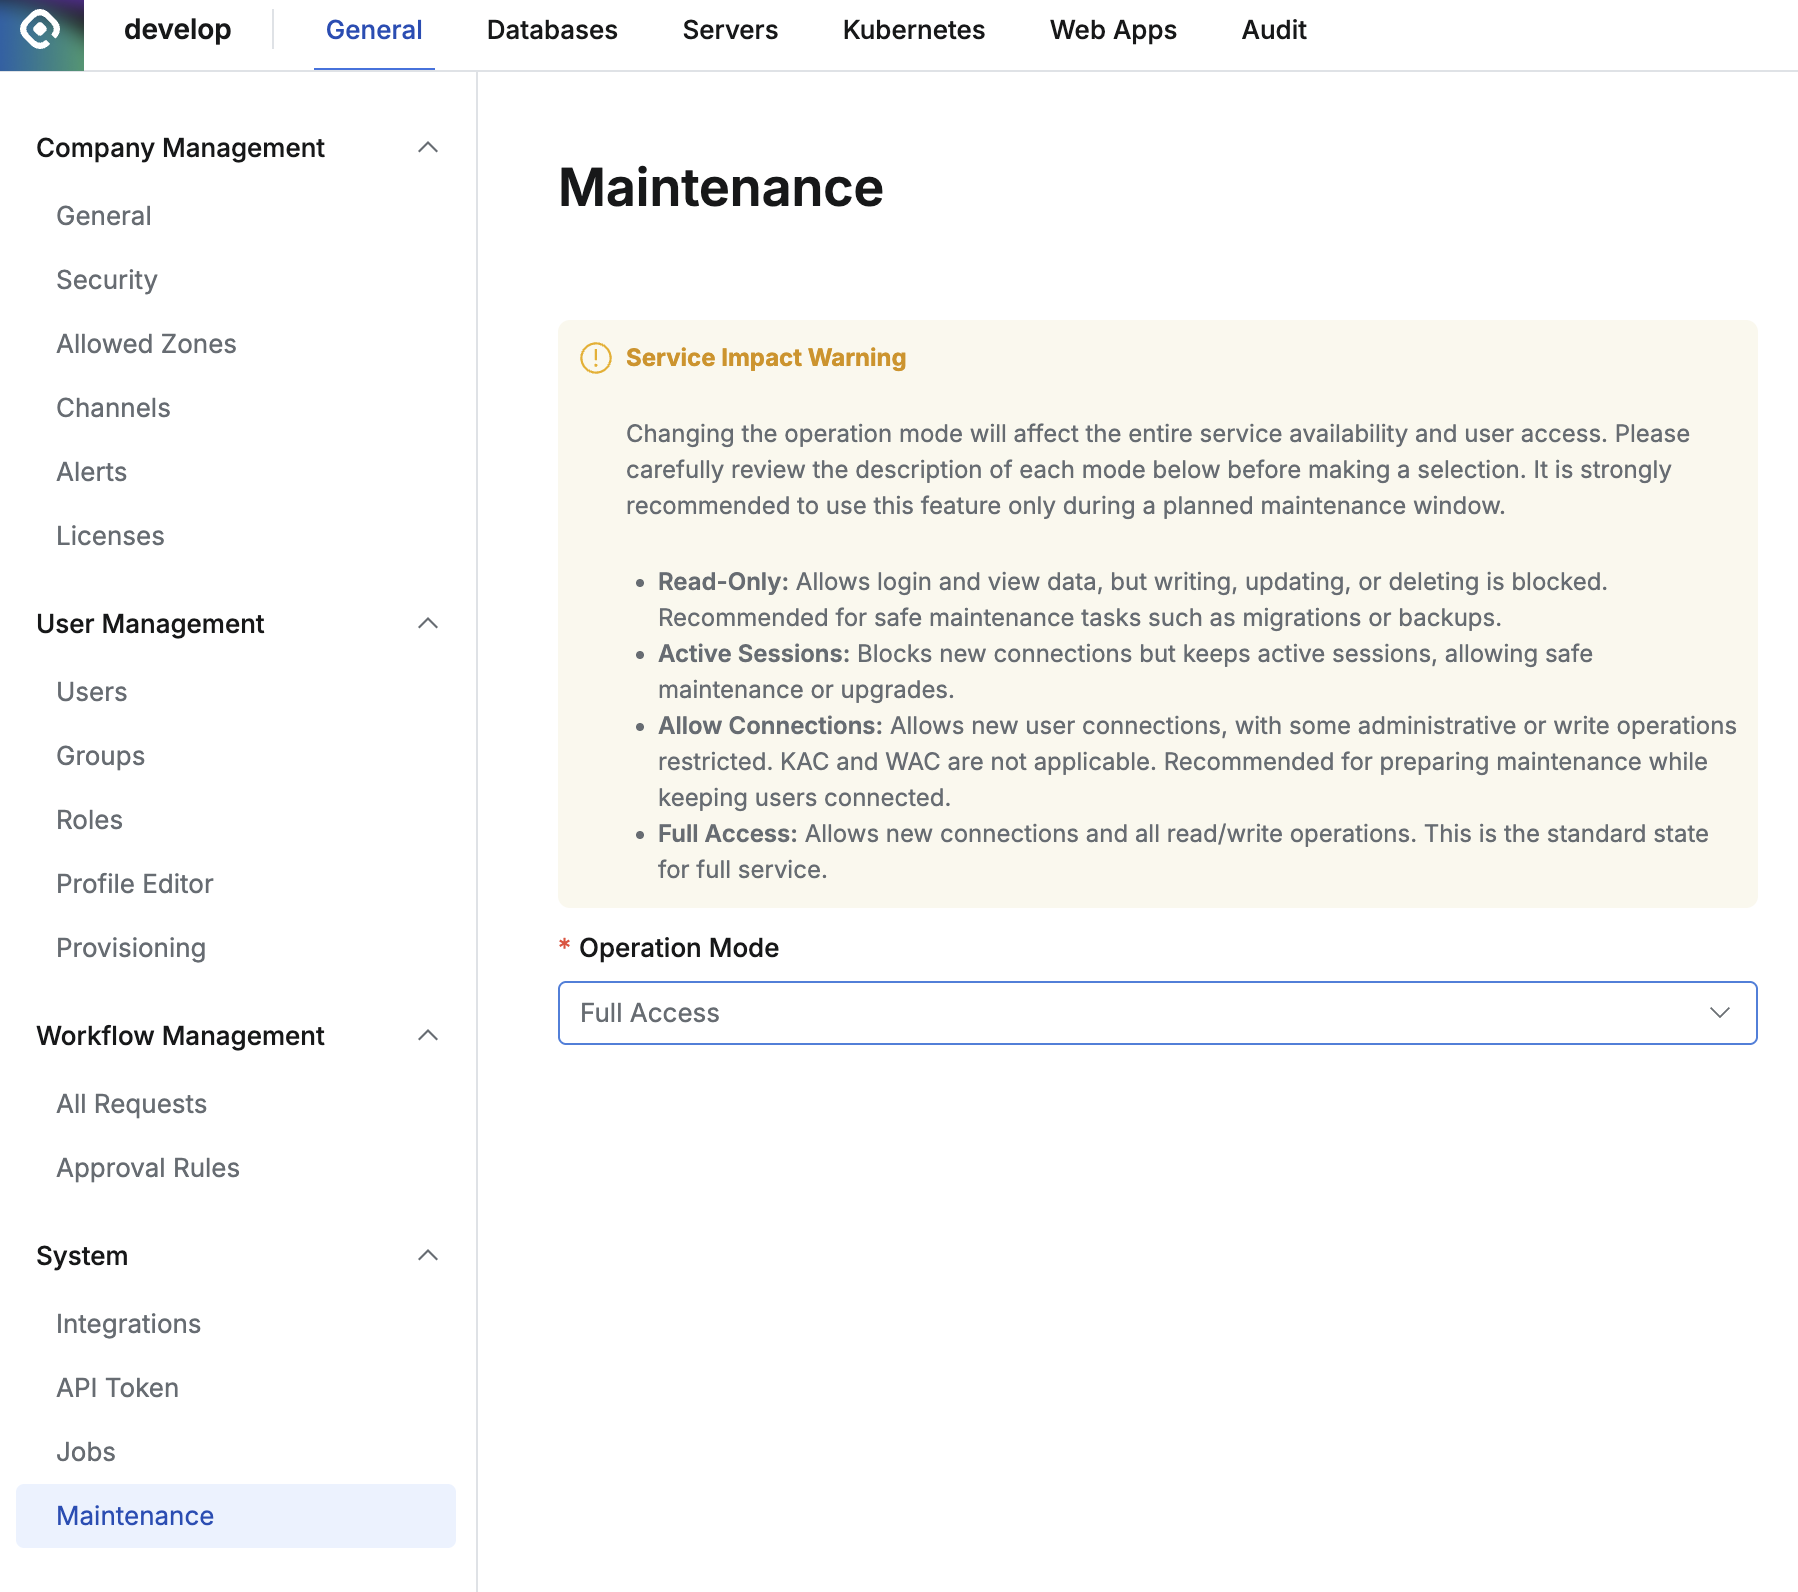 develop
General
Databases
Servers
Kubernetes
Web Apps
Audit
Company Management
General
Security
Allowed Zones
Channels
Alerts
Licenses
User Management
Users
Groups
Roles
Profile Editor
Provisioning
Workflow Management
All Requests
Approval Rules
System
Integrations
API Token
Jobs
Maintenance
Maintenance
Service Impact Warning
Changing the operation mode will affect the entire service availability and user access. Please
carefully review the description of each mode below before making a selection. It is strongly
recommended to use this feature only during a planned maintenance window.
• Read-Only: Allows login and view data, but writing, updating, or deleting is blocked.
Recommended for safe maintenance tasks such as migrations or backups.
• Active Sessions: Blocks new connections but keeps active sessions, allowing safe
maintenance or upgrades.
• Allow Connections: Allows new user connections, with some administrative or write operations
restricted. KAC and WAC are not applicable. Recommended for preparing maintenance while
keeping users connected.
• Full Access: Allows new connections and all read/write operations. This is the standard state
for full service.
* Operation Mode
Full Access